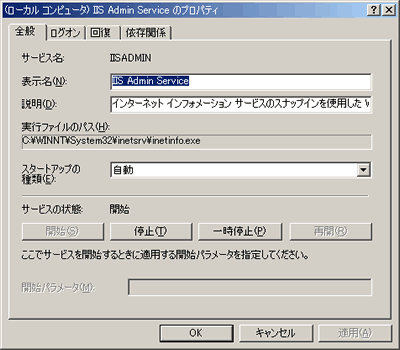 (ローカル コンピュータ) IIS Admin Service のプロパティ
全般 ログオン 回復 依存関係
サービス名: IISADMIN
表示名(N): IIS Admin Service
説明(D): インターネット インフォメーション サービスのスナップインを使用した
実行ファイルのパス(H):
C:¥WINNT¥System32¥inetsrv¥inetinfo.exe
スタートアップの
種類(E): 自動
サービスの状態: 開始
開始(S) 停止(T) 一時停止(P) 再開(R)
ここでサービスを開始するときに適用する開始パラメータを指定してください。
開始パラメータ(M):
OK キャンセル 適用(A)